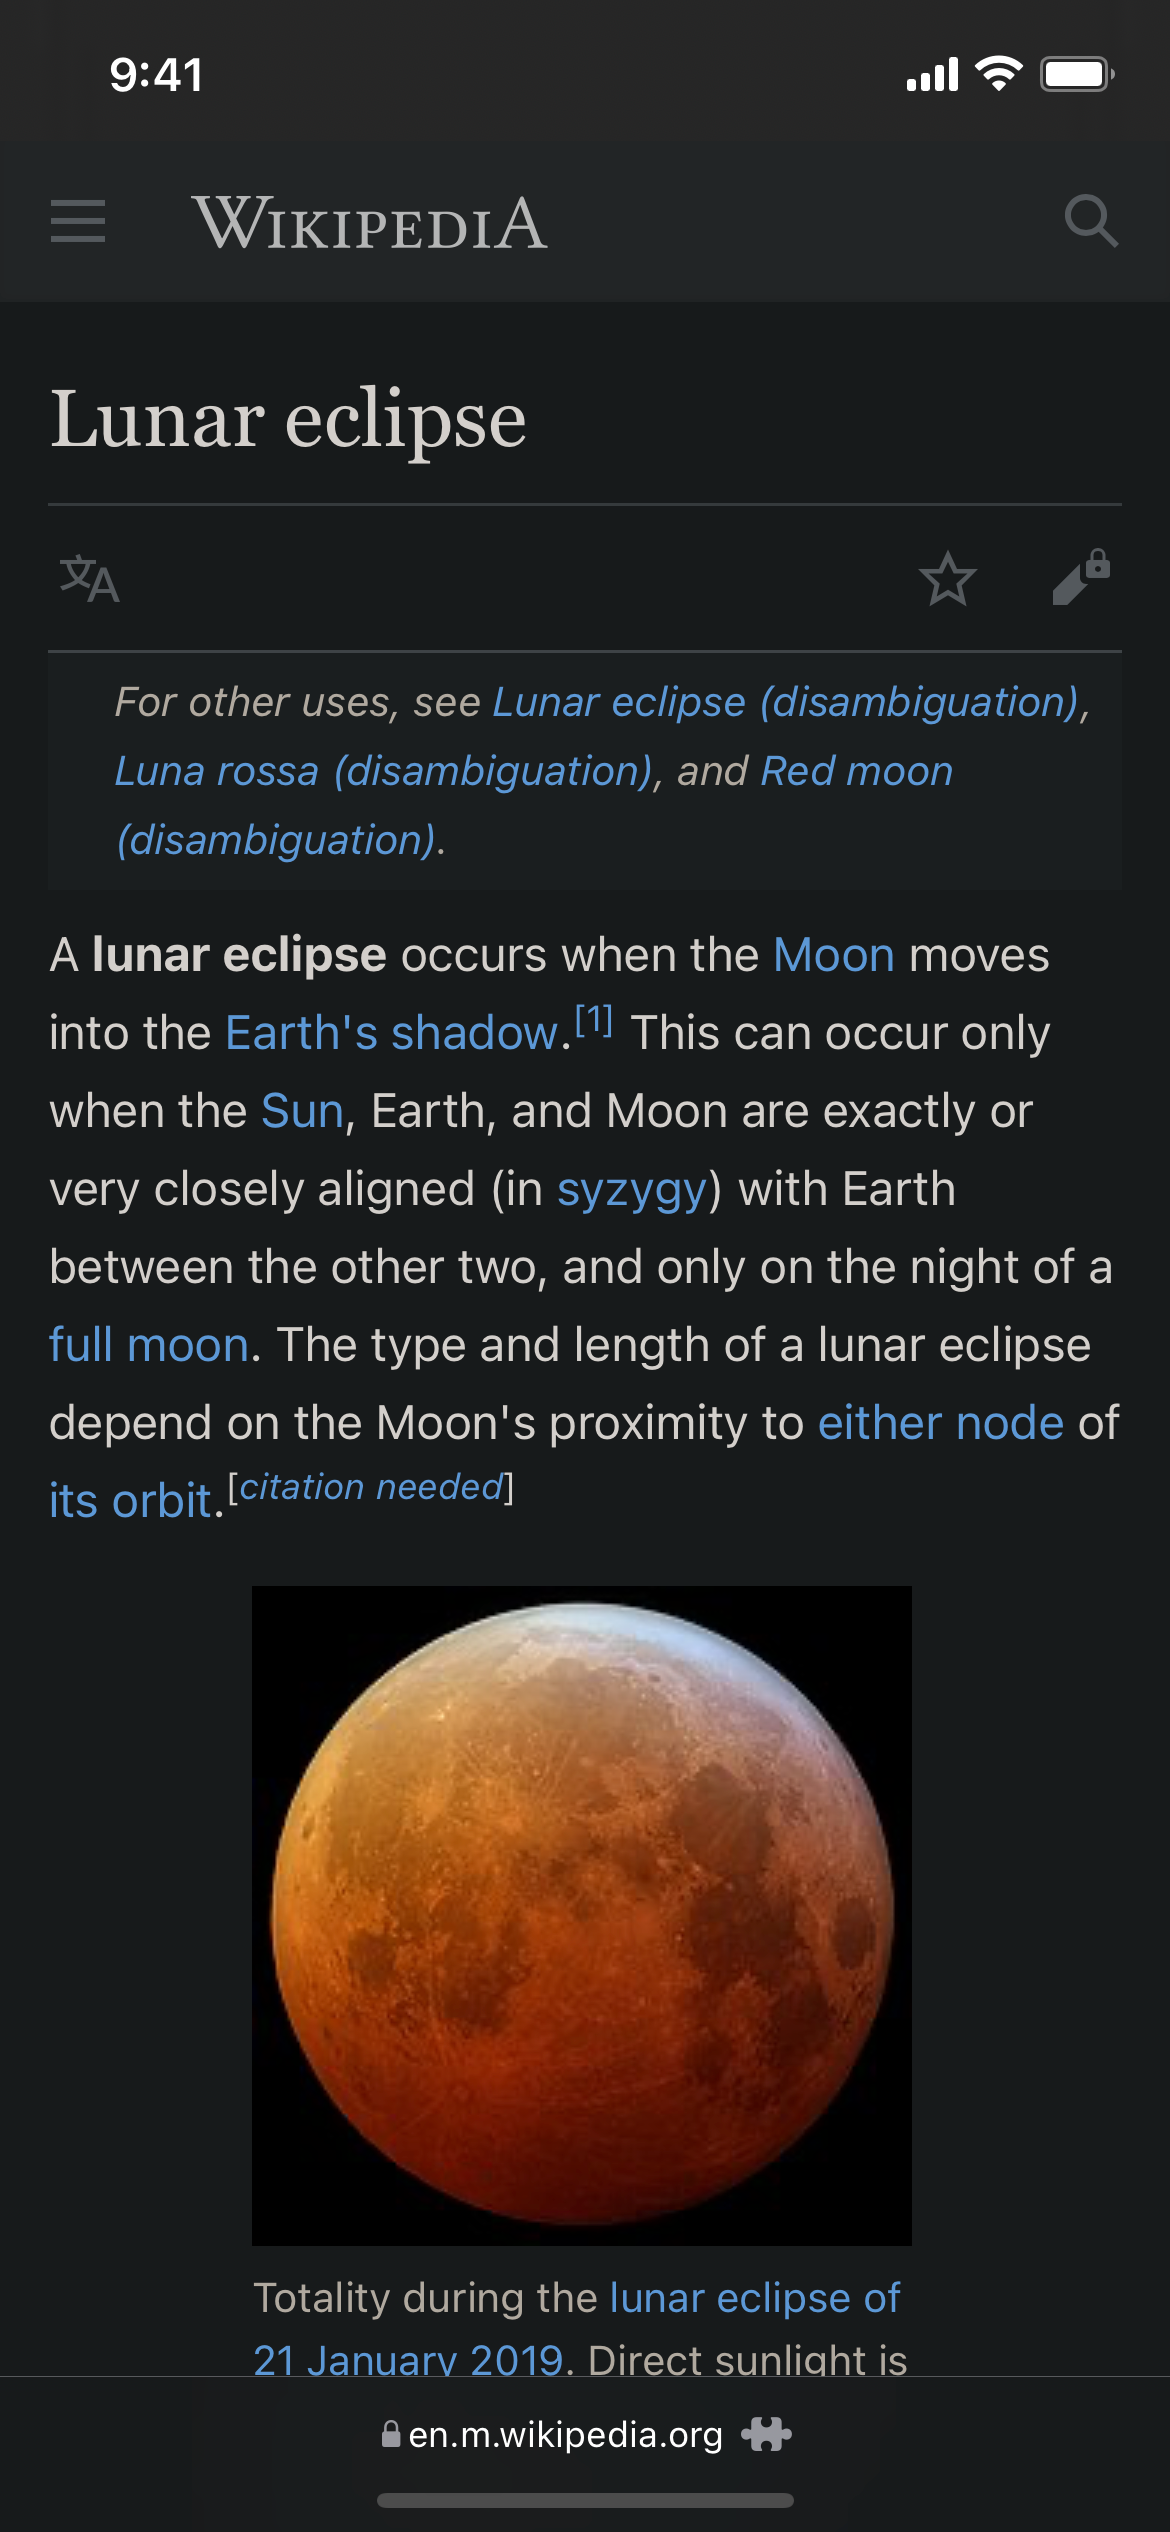 9:41
WIKIPEDIA
Lunar eclipse
文A
For other uses, see Lunar eclipse (disambiguation),
Luna rossa (disambiguation), and Red moon
(disambiguation).
A lunar eclipse occurs when the Moon moves
into the Earth's shadow.[1] This can occur only
when the Sun, Earth, and Moon are exactly or
very closely aligned (in syzygy) with Earth
between the other two, and only on the night of a
full moon. The type and length of a lunar eclipse
depend on the Moon's proximity to either node of
its orbit.[citation needed]
Totality during the lunar eclipse of
21 January 2019. Direct sunlight is
en.m.wikipedia.org